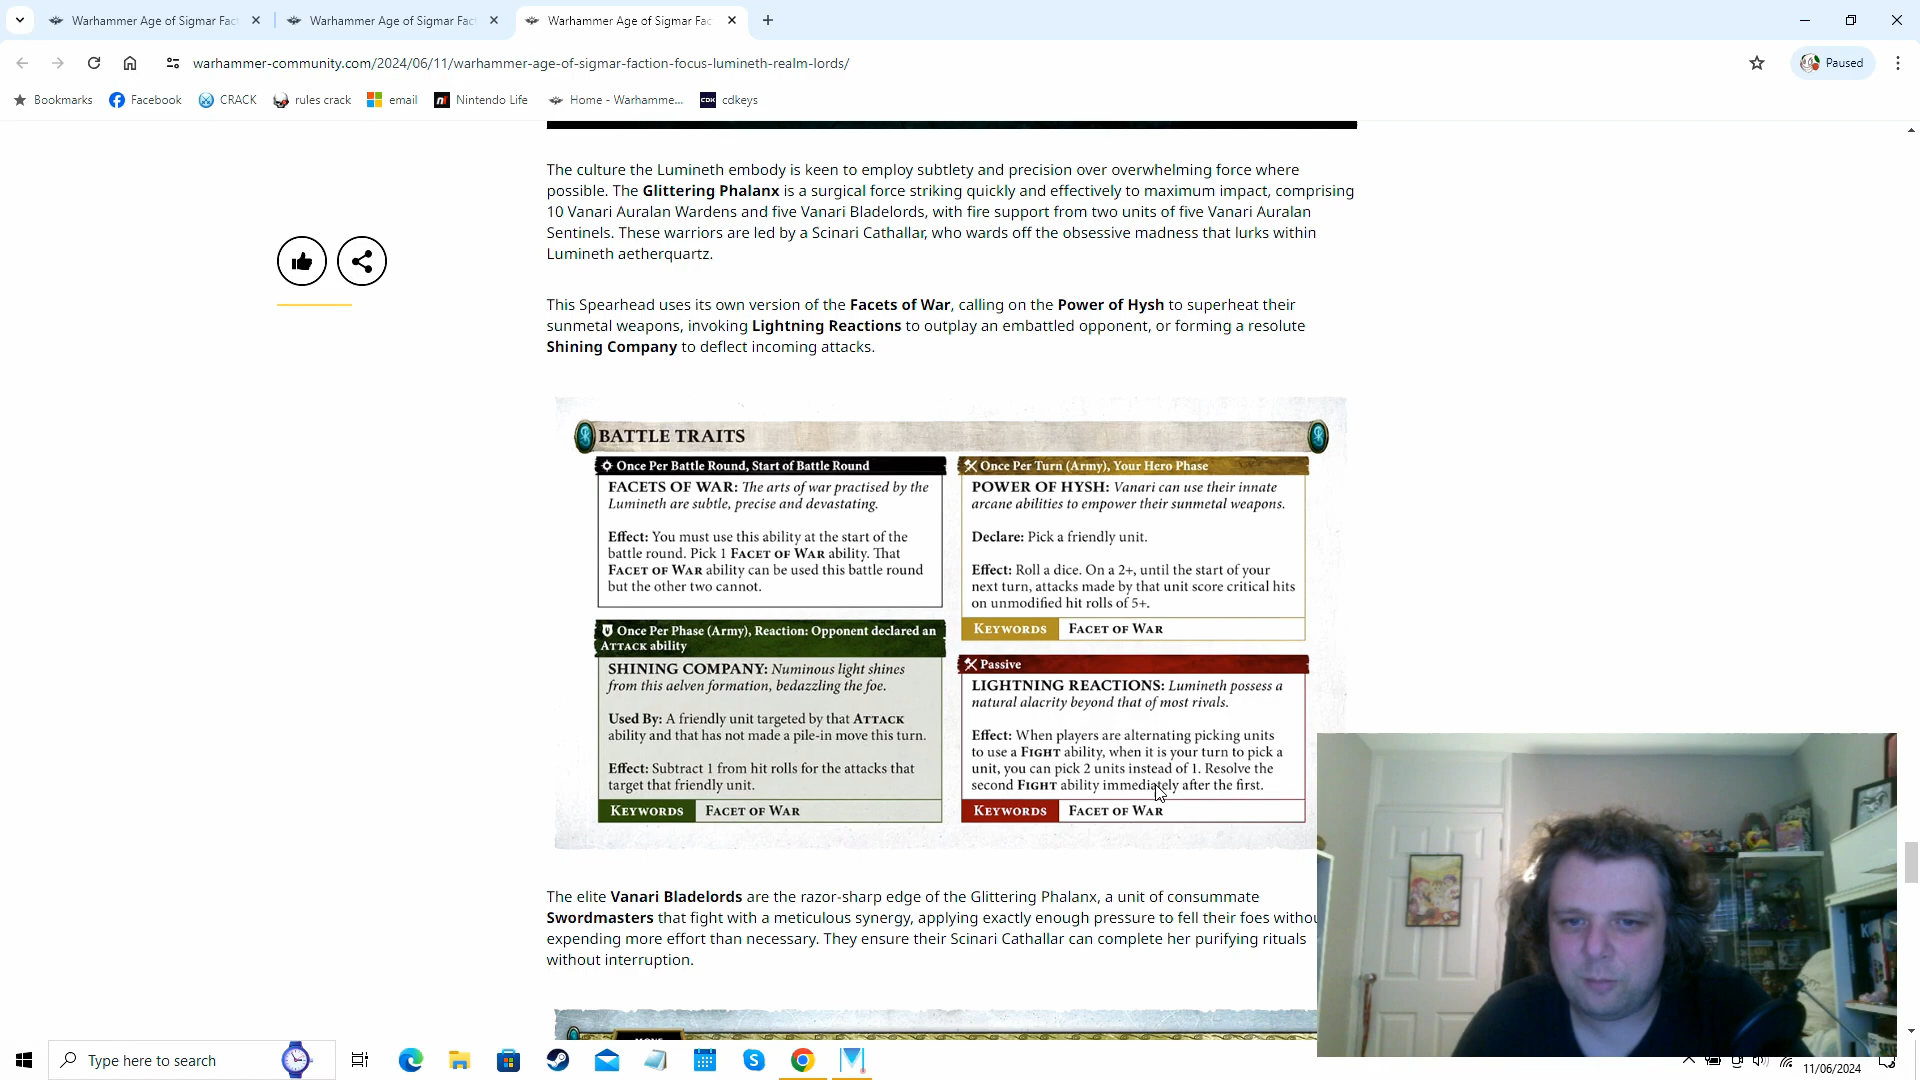 Warhammer Age of Sigmar Fac
Warhammer Age of Sigmar Fac
Warhammer Age of Sigmar Fac
warhammer-community.com/2024/06/11/warhammer-age-of-sigmar-faction-focus-lumineth-realm-lords/
Paused
Bookmarks
Facebook
CRACK
rules crack
email
Nintendo Life
Home - Warhamme...
cdkeys
The culture the Lumineth embody is keen to employ subtlety and precision over overwhelming force where
possible. The Glittering Phalanx is a surgical force striking quickly and effectively to maximum impact, comprising
10 Vanari Auralan Wardens and five Vanari Bladelords, with fire support from two units of five Vanari Auralan
Sentinels. These warriors are led by a Scinari Cathallar, who wards off the obsessive madness that lurks within
Lumineth aetherquartz.
This Spearhead uses its own version of the Facets of War, calling on the Power of Hysh to superheat their
sunmetal weapons, invoking Lightning Reactions to outplay an embattled opponent, or forming a resolute
Shining Company to deflect incoming attacks.
BATTLE TRAITS
Once Per Battle Round, Start of Battle Round
FACETS OF WAR: The arts of war practised by the
Lumineth are subtle, precise and devastating.
Effect: You must use this ability at the start of the
battle round. Pick 1 FACET OF WAR ability. That
FACET OF WAR ability can be used this battle round
but the other two cannot.
Once Per Phase (Army), Reaction: Opponent declared an
ATTACK ability
SHINING COMPANY: Numinous light shines
from this aelven formation, bedazzling the foe.
Used By: A friendly unit targeted by that ATTACK
ability and that has not made a pile-in move this turn.
Effect: Subtract 1 from hit rolls for the attacks that
target that friendly unit.
KEYWORDS FACET OF WAR
Once Per Turn (Army), Your Hero Phase
POWER OF HYSH: Vanari can use their innate
arcane abilities to empower their sunmetal weapons.
Declare: Pick a friendly unit.
Effect: Roll a dice. On a 2+, until the start of your
next turn, attacks made by that unit score critical hits
on unmodified hit rolls of 5+.
KEYWORDS FACET OF WAR
Passive
LIGHTNING REACTIONS: Lumineth possess a
natural alacrity beyond that of most rivals.
Effect: When players are alternating picking units
to use a FIGHT ability, when it is your turn to pick a
unit, you can pick 2 units instead of 1. Resolve the
second FIGHT ability immediately after the first.
KEYWORDS FACET OF WAR
The elite Vanari Bladelords are the razor-sharp edge of the Glittering Phalanx, a unit of consummate
Swordmasters that fight with a meticulous synergy, applying exactly enough pressure to fell their foes withou
expending more effort than necessary. They ensure their Scinari Cathallar can complete her purifying rituals
without interruption.
Type here to search
11/06/2024